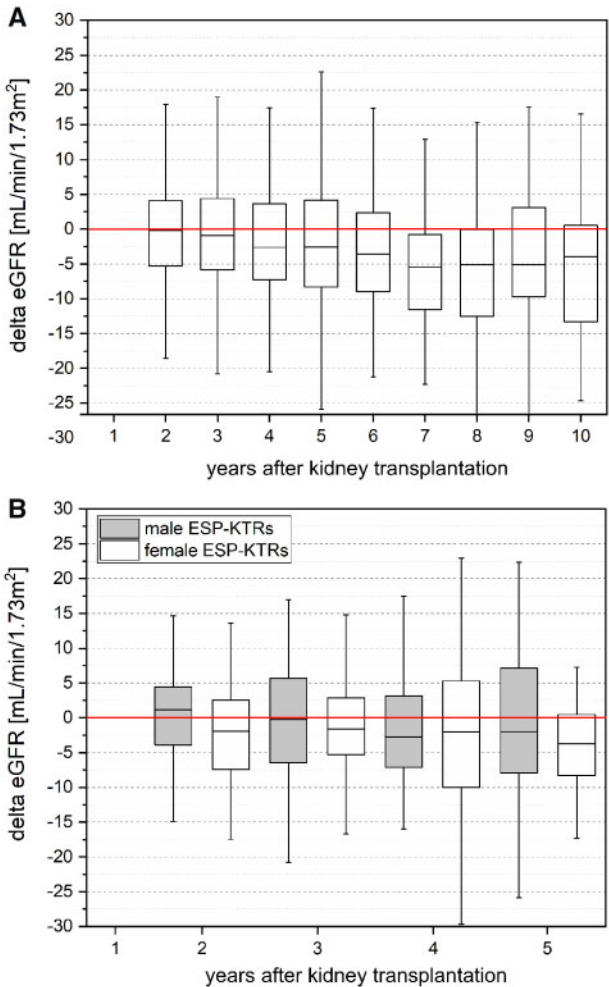 A
30
25
20
15
10
5
0
-5
-10
-15
-20
-25
-30
delta eGFR [mL/min/1.73m²]
1 2 3 4 5 6 7 8 9 10
years after kidney transplantation
B
30
25
20
15
10
5
0
-5
-10
-15
-20
-25
-30
delta eGFR [mL/min/1.73m²]
male ESP-KTRs
female ESP-KTRs
1 2 3 4 5
years after kidney transplantation